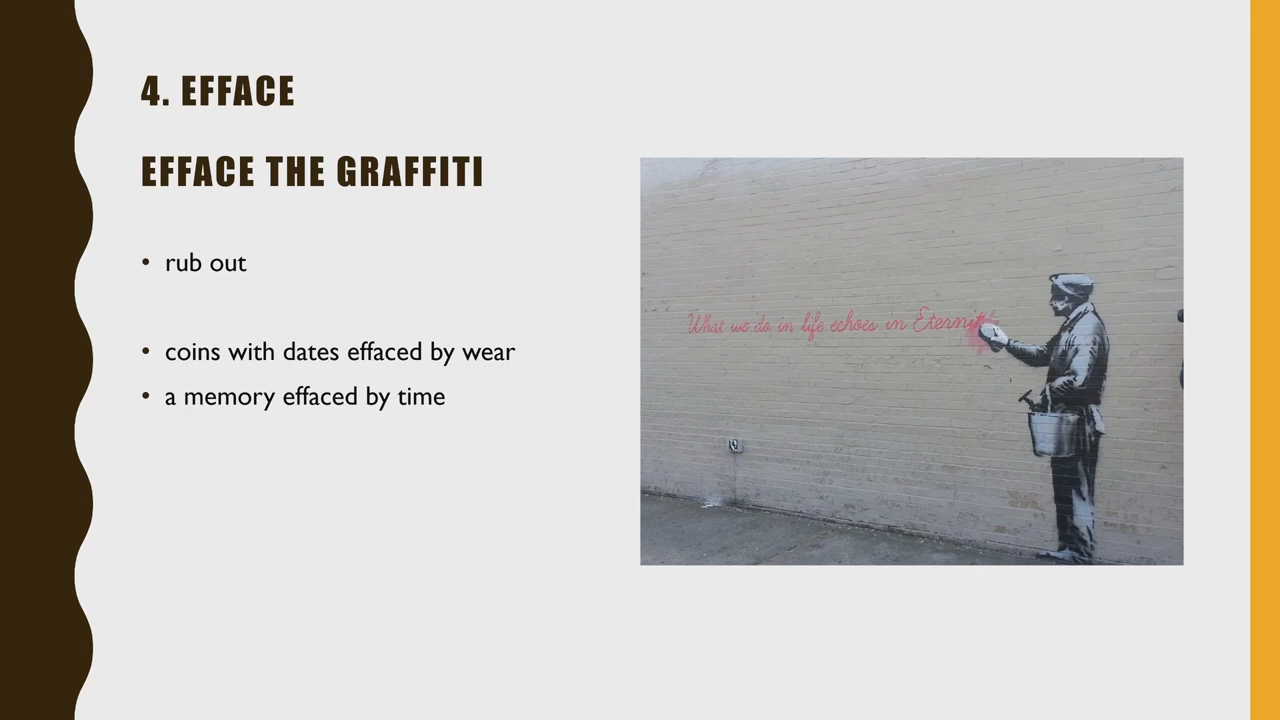 4. EFFACE
EFFACE THE GRAFFITI
• rub out
• coins with dates effaced by wear
• a memory effaced by time
What we do in life echoes in Eternity